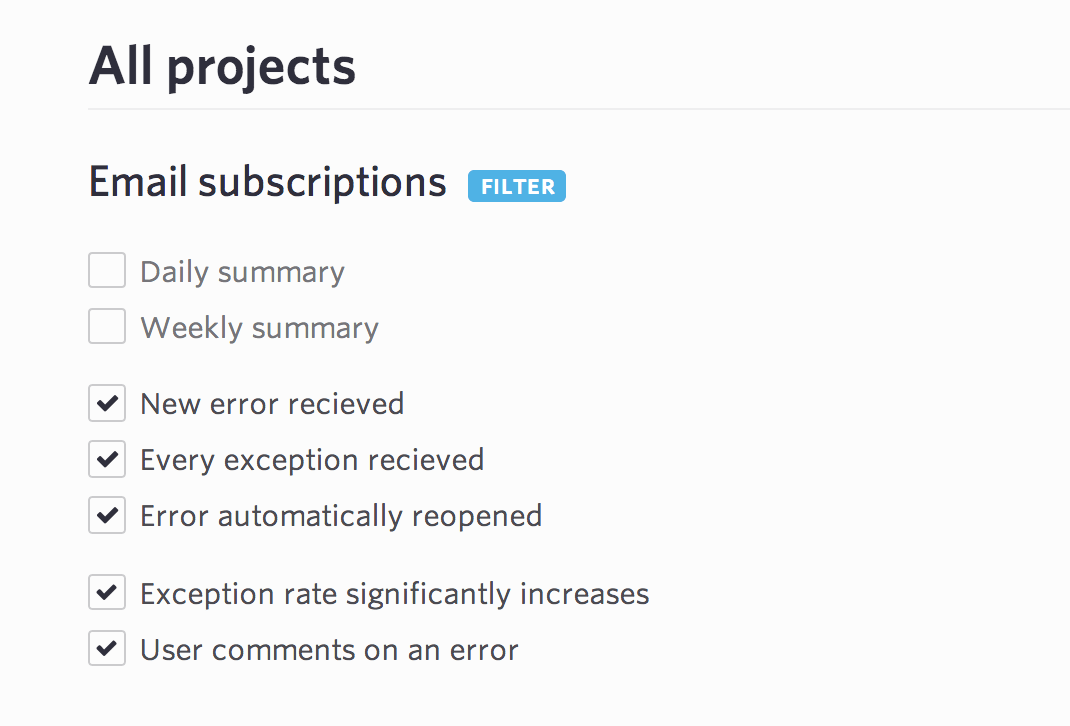 All projects
Email subscriptions FILTER
Daily summary
Weekly summary
New error recieved
Every exception recieved
Error automatically reopened
Exception rate significantly increases
User comments on an error